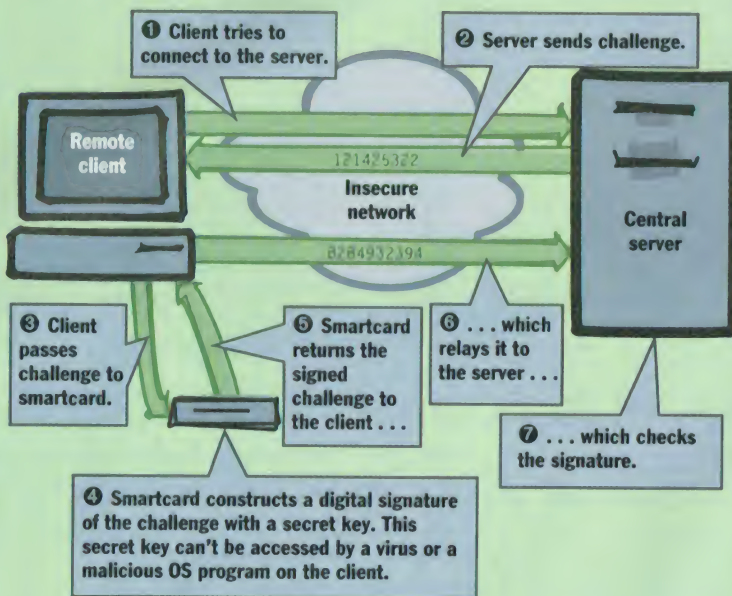 ❶ Client tries to
connect to the server.
❷ Server sends challenge.
Remote
client
121425322
Insecure
network
Central
server
8284932394
❸ Client
passes
challenge to
smartcard.
❺ Smartcard
returns the
signed
challenge to
the client . . .
❻ . . . which
relays it to
the server . . .
❼ . . . which checks
the signature.
❹ Smartcard constructs a digital signature
of the challenge with a secret key. This
secret key can't be accessed by a virus or a
malicious OS program on the client.